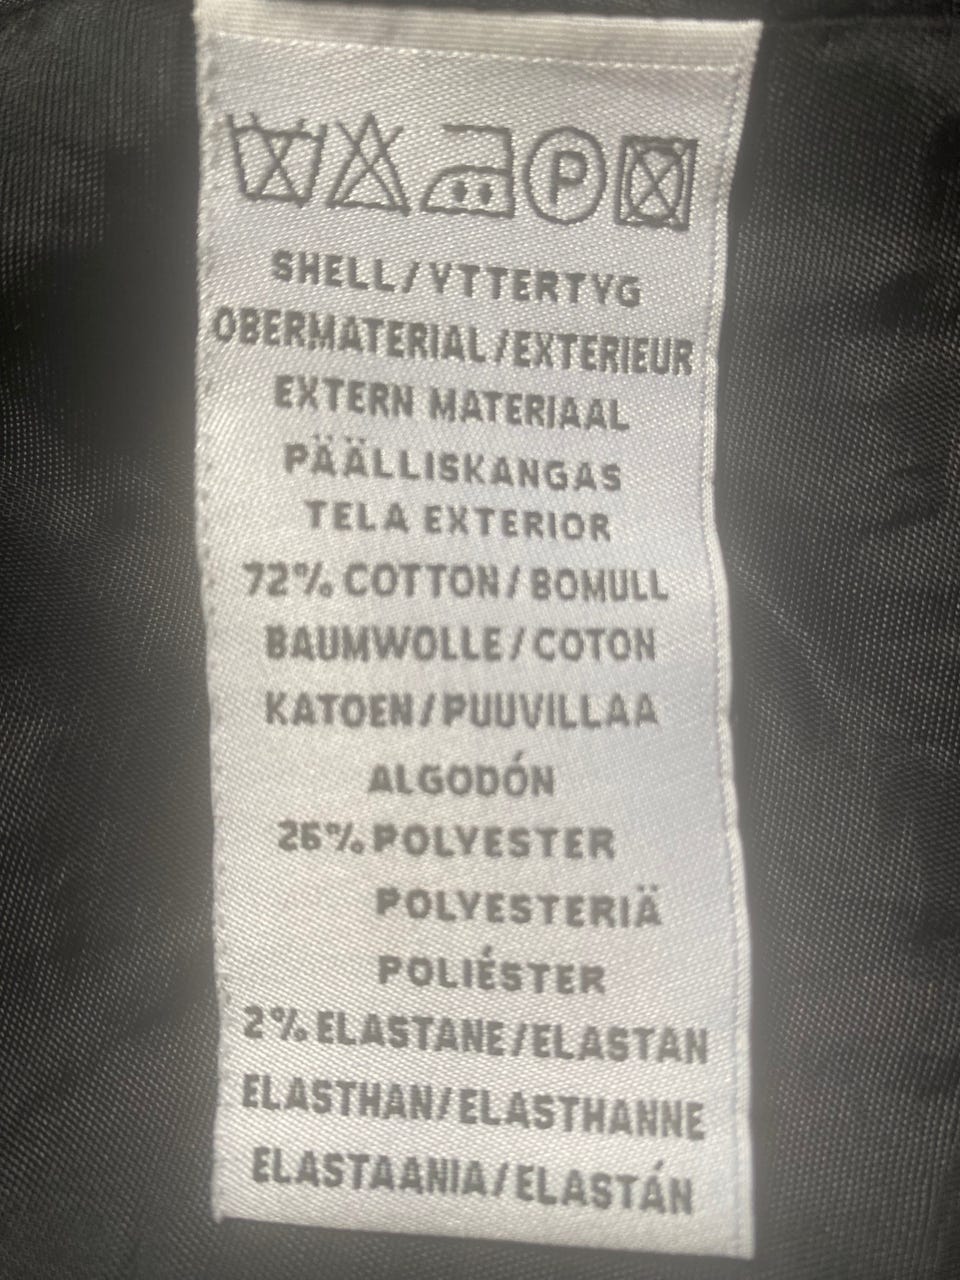 P
SHELL/YTTERTYG
OBERMATERIAL/EXTERIEUR
EXTERN MATERIAAL
PÄÄLLISKANGAS
TELA EXTERIOR
72% COTTON/BOMULL
BAUMWOLLE/COTON
KATOEN/PUUVILLAA
ALGODÓN
26% POLYESTER
POLYESTERIÄ
POLIÉSTER
2% ELASTANE/ELASTAN
ELASTHAN/ELASTHANNE
ELASTAANIA/ELASTÁN